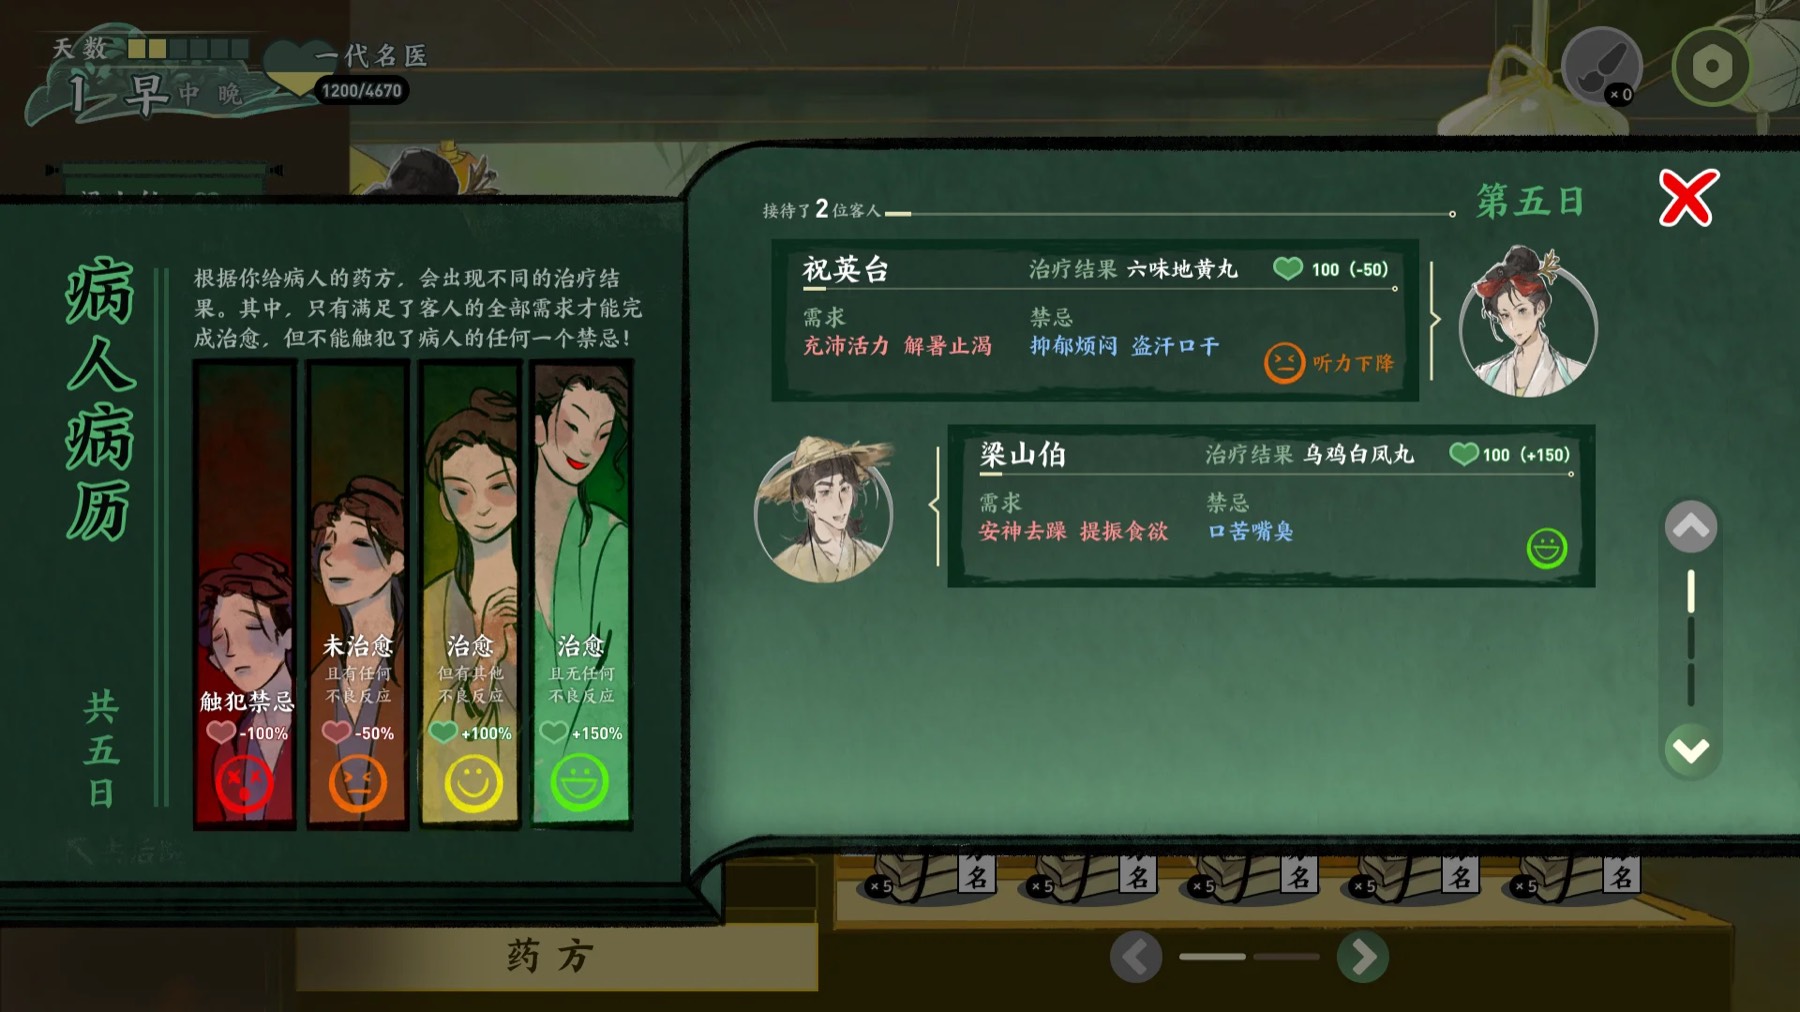 天数
1 早 中 晚
一代名医
1200/4670
×0
病人病历
共五日
根据你给病人的药方，会出现不同的治疗结
果。其中，只有满足了客人的全部需求才能完
成治愈，但不能触犯了病人的任何一个禁忌！
触犯禁忌
-100%
未治愈
且有任何
不良反应
-50%
治愈
但有其他
不良反应
+100%
治愈
且无任何
不良反应
+150%
接待了2位客人
第五日
祝英台
治疗结果 六味地黄丸
100 (-50)
需求
禁忌
充沛活力 解暑止渴
抑郁烦闷 盗汗口干
听力下降
梁山伯
治疗结果 乌鸡白凤丸
100 (+150)
需求
禁忌
安神去躁 提振食欲
口苦嘴臭
×5
名
×5
名
×5
名
×5
名
×5
名
药方